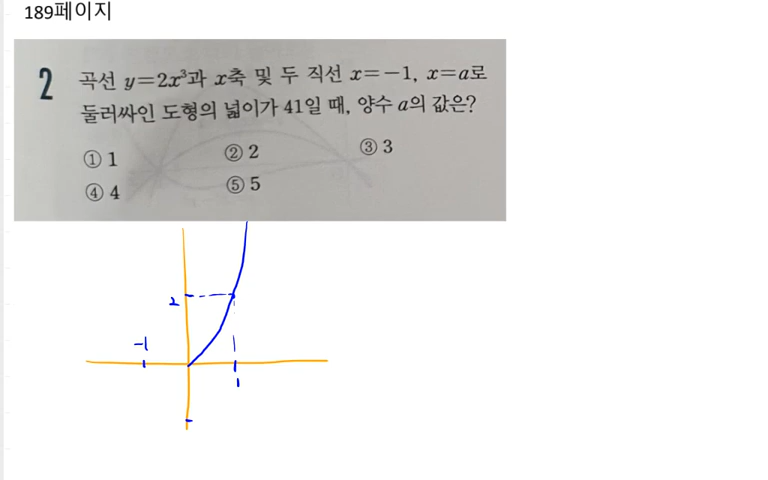 189페이지
2 곡선 y=2x³과 x축 및 두 직선 x=-1, x=a로
둘러싸인 도형의 넓이가 41일 때, 양수 a의 값은?
① 1 ② 2 ③ 3
④ 4 ⑤ 5
2
-1
1